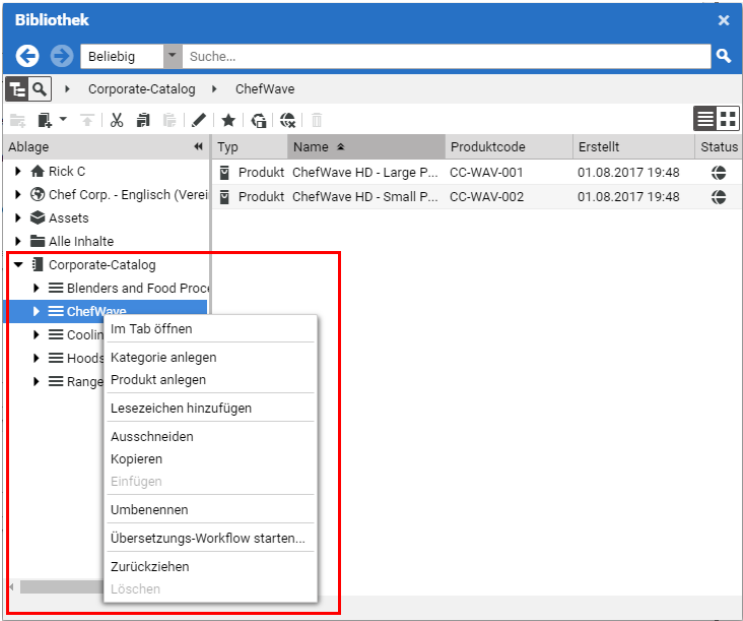 Bibliothek
Beliebig Suche...
Corporate-Catalog ChefWave
Ablage Typ Name Produktcode Erstellt Status
Rick C Produkt ChefWave HD - Large P... CC-WAV-001 01.08.2017 19:48
Chef Corp. - Englisch (Verei Produkt ChefWave HD - Small P... CC-WAV-002 01.08.2017 19:48
Assets
Alle Inhalte
Corporate-Catalog
Blenders and Food Proce
ChefWave
Coolin
Hoods
Range
Im Tab öffnen
Kategorie anlegen
Produkt anlegen
Lesezeichen hinzufügen
Ausschneiden
Kopieren
Einfügen
Umbenennen
Übersetzungs-Workflow starten...
Zurückziehen
Löschen